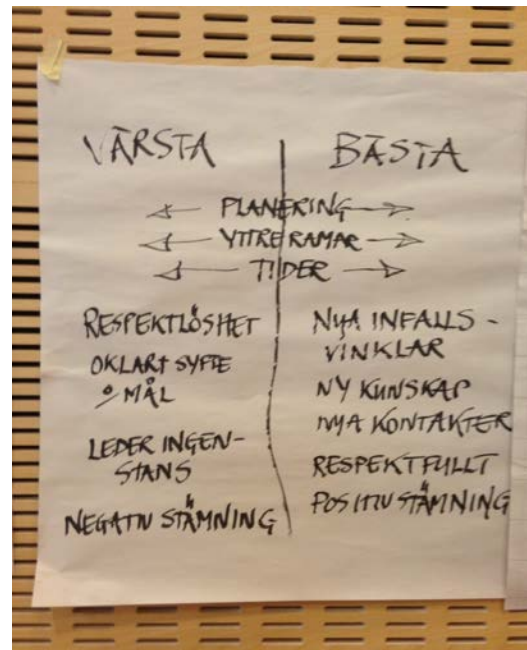 VÄRSTA
BÄSTA
PLANERING
YTTRE RAMAR
TIDER
RESPEKTLÖSHET
OKLART SYFTE
& MÅL
LEDER INGEN-
STANS
NEGATIV STÄMNING
NYA INFALLS-
VINKLAR
NY KUNSKAP
NYA KONTAKTER
RESPEKTFULLT
POSITIV STÄMNING